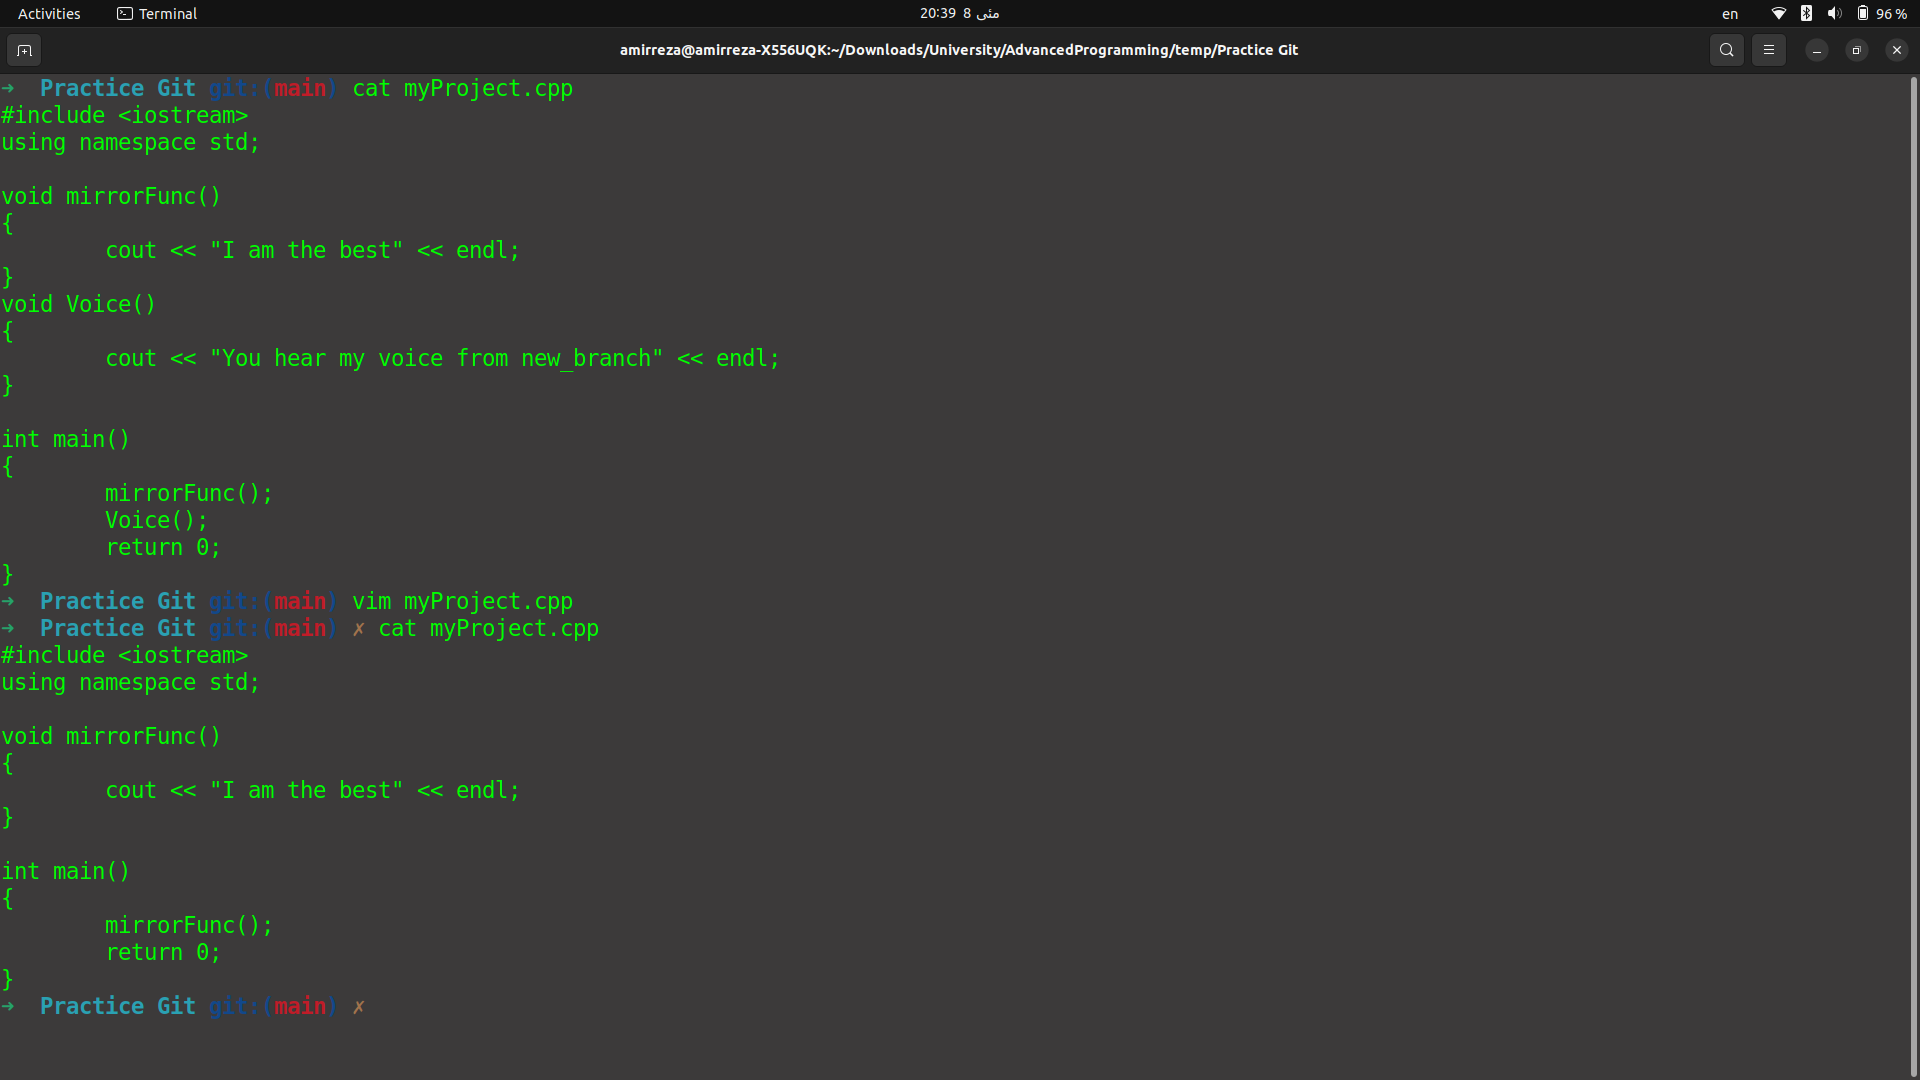 Activities Terminal 20:39 8 مئی en 96 %
amirreza@amirreza-X556UQK:~/Downloads/University/AdvancedProgramming/temp/Practice Git
➜  Practice Git git:(main) cat myProject.cpp
#include <iostream>
using namespace std;

void mirrorFunc()
{
        cout << "I am the best" << endl;
}
void Voice()
{
        cout << "You hear my voice from new_branch" << endl;
}

int main()
{
        mirrorFunc();
        Voice();
        return 0;
}
➜  Practice Git git:(main) vim myProject.cpp
➜  Practice Git git:(main) ✗ cat myProject.cpp
#include <iostream>
using namespace std;

void mirrorFunc()
{
        cout << "I am the best" << endl;
}

int main()
{
        mirrorFunc();
        return 0;
}
➜  Practice Git git:(main) ✗